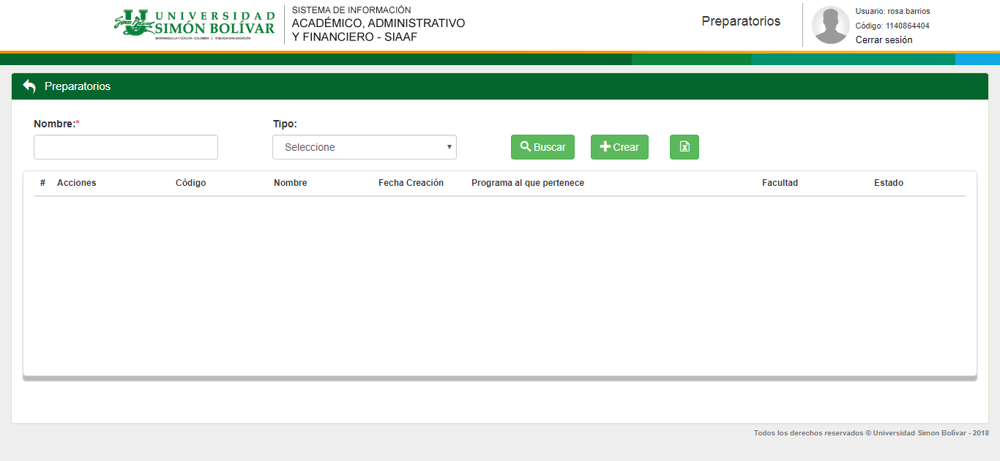 UNIVERSIDAD
SIMÓN BOLÍVAR
BARRANQUILLA Y CÚCUTA - COLOMBIA | VIGILADA MINEDUCACIÓN
SISTEMA DE INFORMACIÓN
ACADÉMICO, ADMINISTRATIVO
Y FINANCIERO - SIAAF
Preparatorios
Usuario: rosa.barrios
Código: 1140864404
Cerrar sesión
Preparatorios
Nombre:*
Tipo:
Seleccione
Buscar
Crear
# Acciones Código Nombre Fecha Creación Programa al que pertenece Facultad Estado
Todos los derechos reservados © Universidad Simon Bolívar - 2018